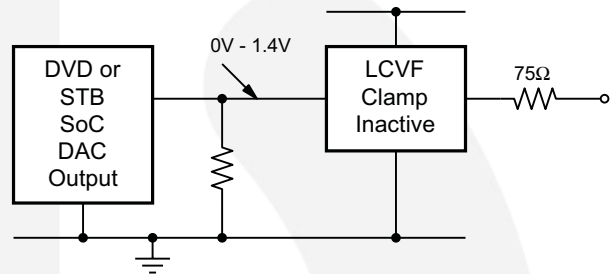 0V - 1.4V
DVD or
STB
SoC
DAC
Output
LCVF
Clamp
Inactive
75Ω